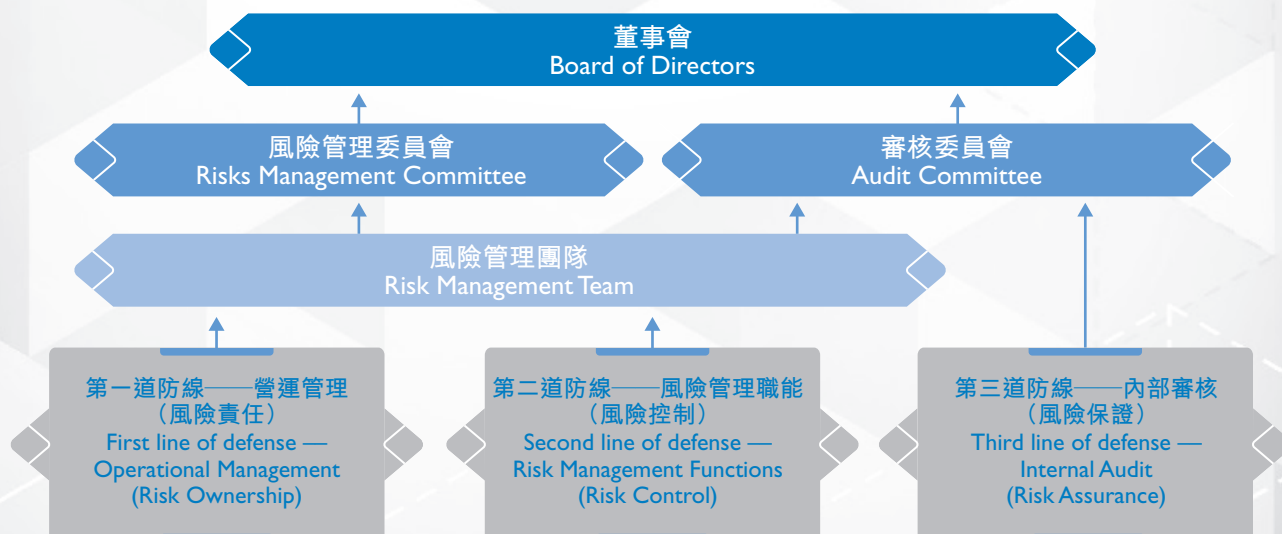 董事會
Board of Directors
風險管理委員會
Risks Management Committee
審核委員會
Audit Committee
風險管理團隊
Risk Management Team
第一道防線——營運管理
（風險責任）
First line of defense —
Operational Management
(Risk Ownership)
第二道防線——風險管理職能
（風險控制）
Second line of defense —
Risk Management Functions
(Risk Control)
第三道防線——內部審核
（風險保證）
Third line of defense —
Internal Audit
(Risk Assurance)